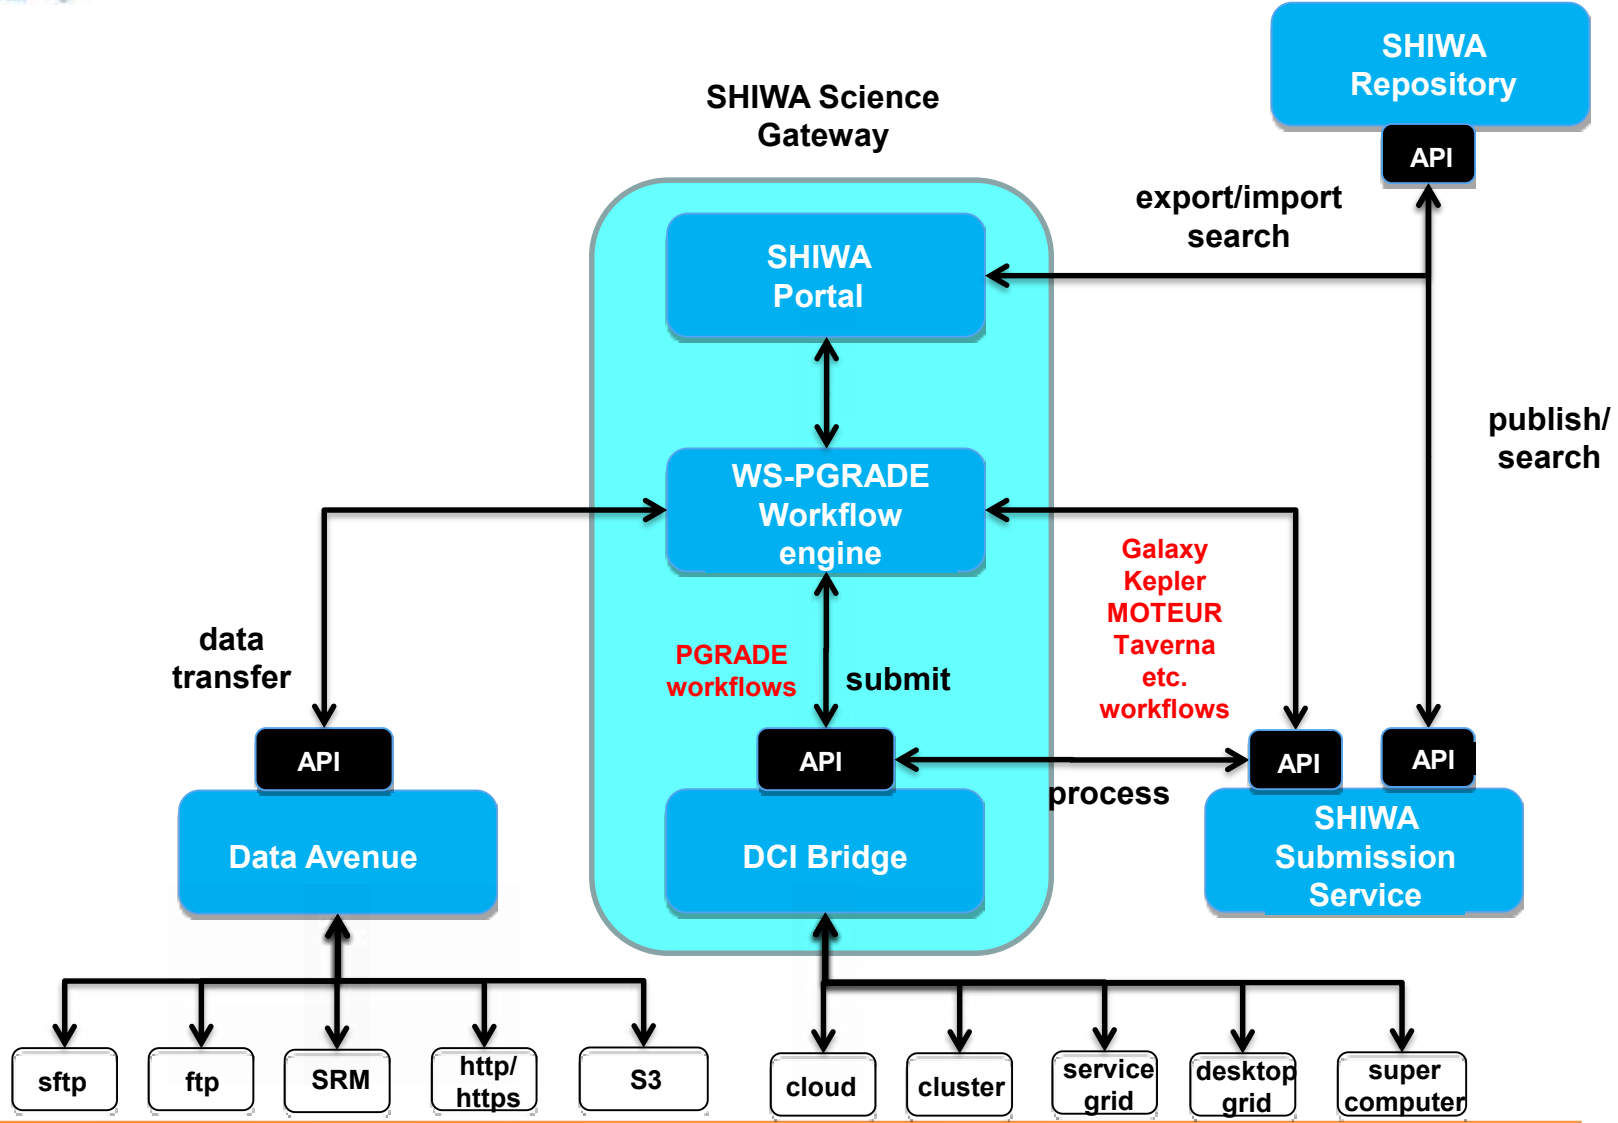 SHIWA
Repository
API
SHIWA Science
Gateway
export/import
search
SHIWA
Portal
publish/
search
WS-PGRADE
Workflow
engine
Galaxy
Kepler
MOTEUR
Taverna
etc.
workflows
data
transfer
PGRADE
workflows
submit
API
API
API
API
process
Data Avenue
DCI Bridge
SHIWA
Submission
Service
sftp
ftp
SRM
http/
https
S3
cloud
cluster
service
grid
desktop
grid
super
computer